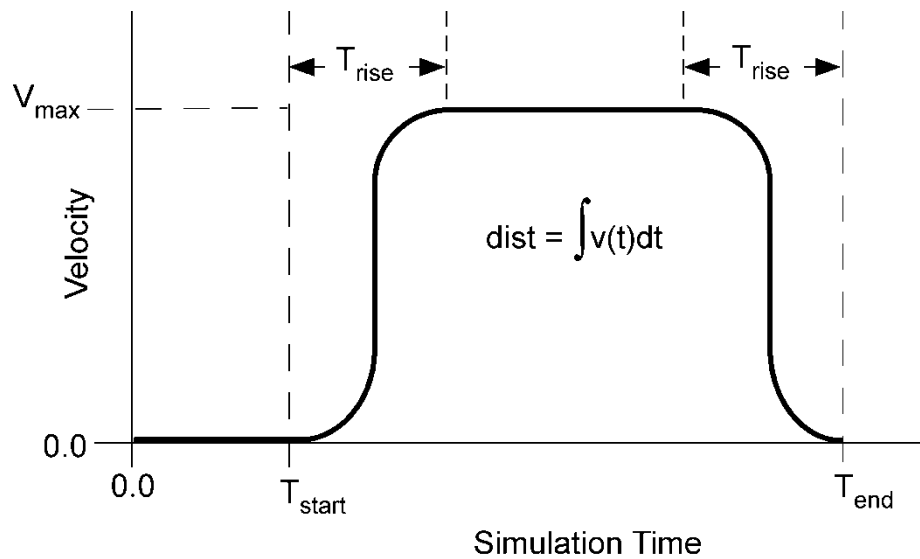 T_rise
T_rise
V_max
Velocity
dist = ∫v(t)dt
0.0
0.0
T_start
T_end
Simulation Time